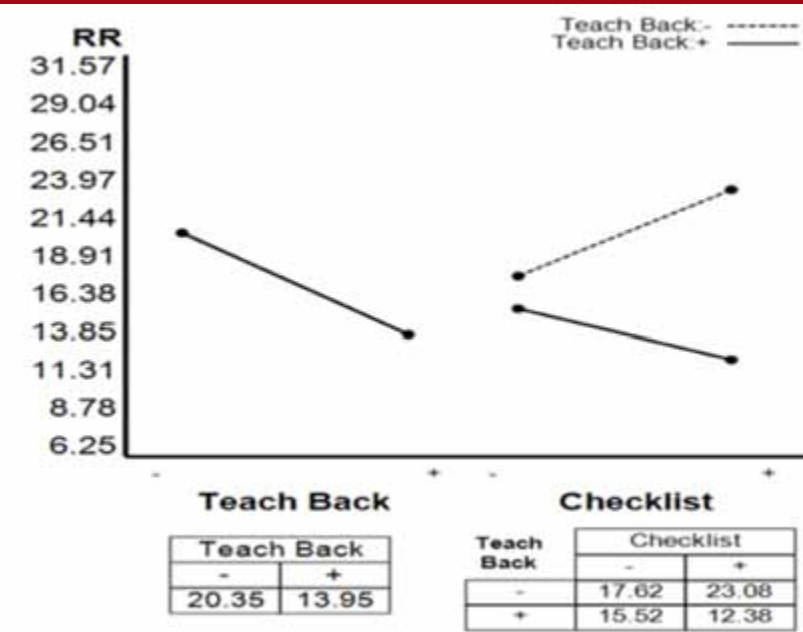 RR
Teach Back:-
Teach Back:+
31.57
29.04
26.51
23.97
21.44
18.91
16.38
13.85
11.31
8.78
6.25
- + - +
Teach Back Checklist
Teach Back
- +
20.35 13.95
Teach Back Checklist
- +
- 17.62 23.08
+ 15.52 12.38